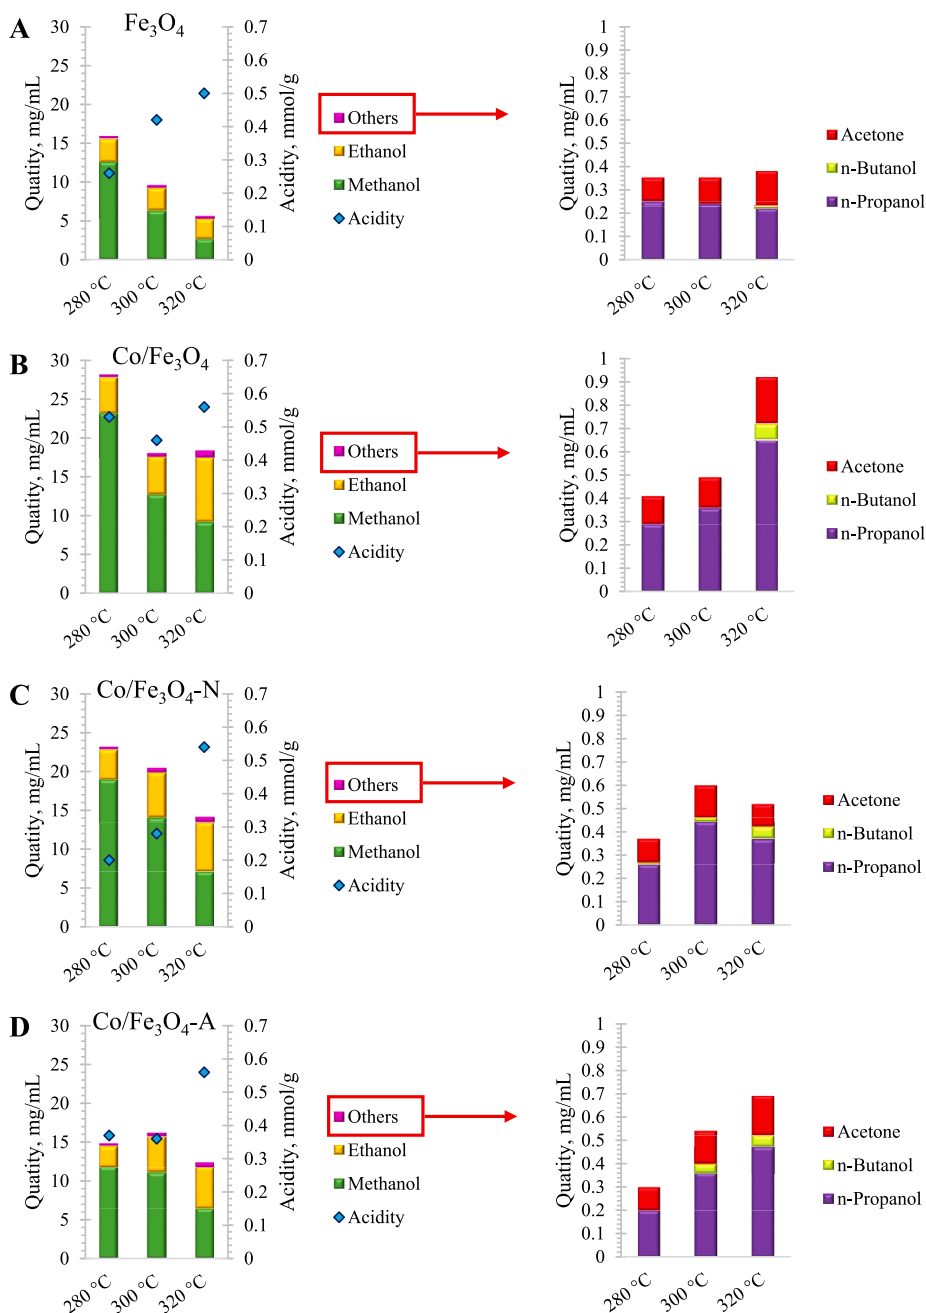 A
Fe₃O₄
30
25
20
15
10
5
0
Quatity, mg/mL
0.7
0.6
0.5
0.4
0.3
0.2
0.1
0
Acidity, mmol/g
280 °C
300 °C
320 °C
Others
Ethanol
Methanol
Acidity
1
0.9
0.8
0.7
0.6
0.5
0.4
0.3
0.2
0.1
0
Quatity, mg/mL
280 °C
300 °C
320 °C
Acetone
n-Butanol
n-Propanol
B
Co/Fe₃O₄
30
25
20
15
10
5
0
Quatity, mg/mL
0.7
0.6
0.5
0.4
0.3
0.2
0.1
0
Acidity, mmol/g
280 °C
300 °C
320 °C
Others
Ethanol
Methanol
Acidity
1
0.9
0.8
0.7
0.6
0.5
0.4
0.3
0.2
0.1
0
Quatity, mg/mL
280 °C
300 °C
320 °C
Acetone
n-Butanol
n-Propanol
C
Co/Fe₃O₄-N
30
25
20
15
10
5
0
Quatity, mg/mL
0.7
0.6
0.5
0.4
0.3
0.2
0.1
0
Acidity, mmol/g
280 °C
300 °C
320 °C
Others
Ethanol
Methanol
Acidity
1
0.9
0.8
0.7
0.6
0.5
0.4
0.3
0.2
0.1
0
Quatity, mg/mL
280 °C
300 °C
320 °C
Acetone
n-Butanol
n-Propanol
D
Co/Fe₃O₄-A
30
25
20
15
10
5
0
Quatity, mg/mL
0.7
0.6
0.5
0.4
0.3
0.2
0.1
0
Acidity, mmol/g
280 °C
300 °C
320 °C
Others
Ethanol
Methanol
Acidity
1
0.9
0.8
0.7
0.6
0.5
0.4
0.3
0.2
0.1
0
Quatity, mg/mL
280 °C
300 °C
320 °C
Acetone
n-Butanol
n-Propanol